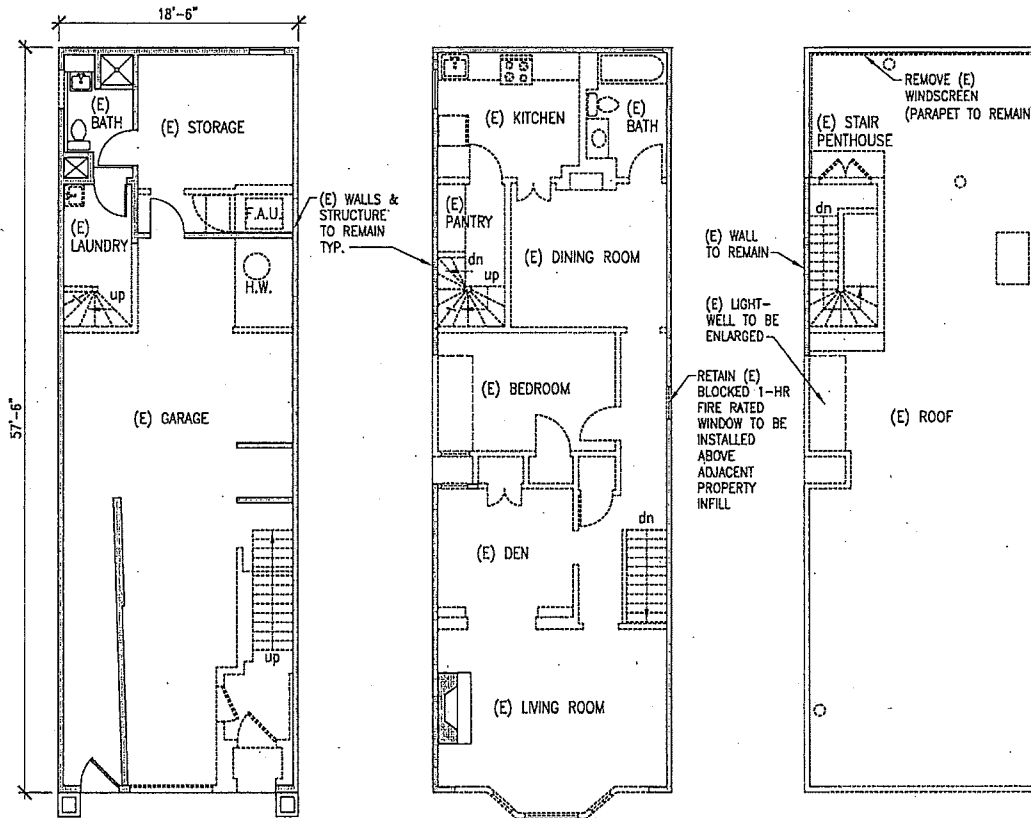 18'-6"
57'-6"
(E)
BATH
(E) STORAGE
(E)
LAUNDRY
F.A.U.
H.W.
up
(E) GARAGE
up
(E) WALLS &
STRUCTURE
TO REMAIN
TYP.
(E) KITCHEN
(E)
BATH
(E)
PANTRY
dn
up
(E) DINING ROOM
(E) BEDROOM
(E) DEN
dn
(E) LIVING ROOM
RETAIN (E)
BLOCKED 1-HR
FIRE RATED
WINDOW TO BE
INSTALLED
ABOVE
ADJACENT
PROPERTY
INFILL
REMOVE (E)
WINDSCREEN
(PARAPET TO REMAIN
(E) STAIR
PENTHOUSE
dn
(E) WALL
TO REMAIN
(E) LIGHT-
WELL TO BE
ENLARGED
(E) ROOF